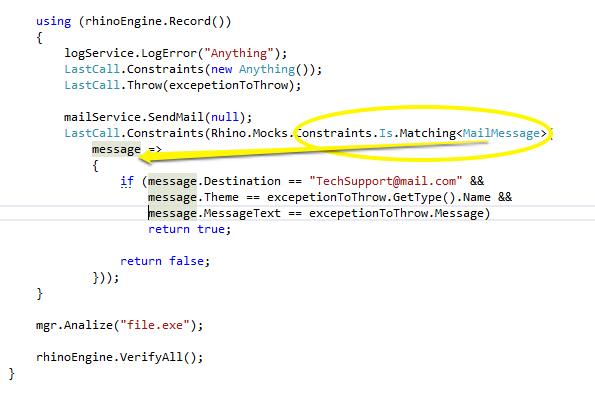 using (rhinoEngine.Record())
{
logService.LogError("Anything");
LastCall.Constraints(new Anything());
LastCall.Throw(excepetionToThrow);
mailService.SendMail(null);
LastCall.Constraints(Rhino.Mocks.Constraints.Is.Matching<MailMessage>(
message =>
{
if (message.Destination == "TechSupport@mail.com" &&
message.Theme == excepetionToThrow.GetType().Name &&
message.MessageText == excepetionToThrow.Message)
return true;
return false;
}));
}
mgr.Analize("file.exe");
rhinoEngine.VerifyAll();
}